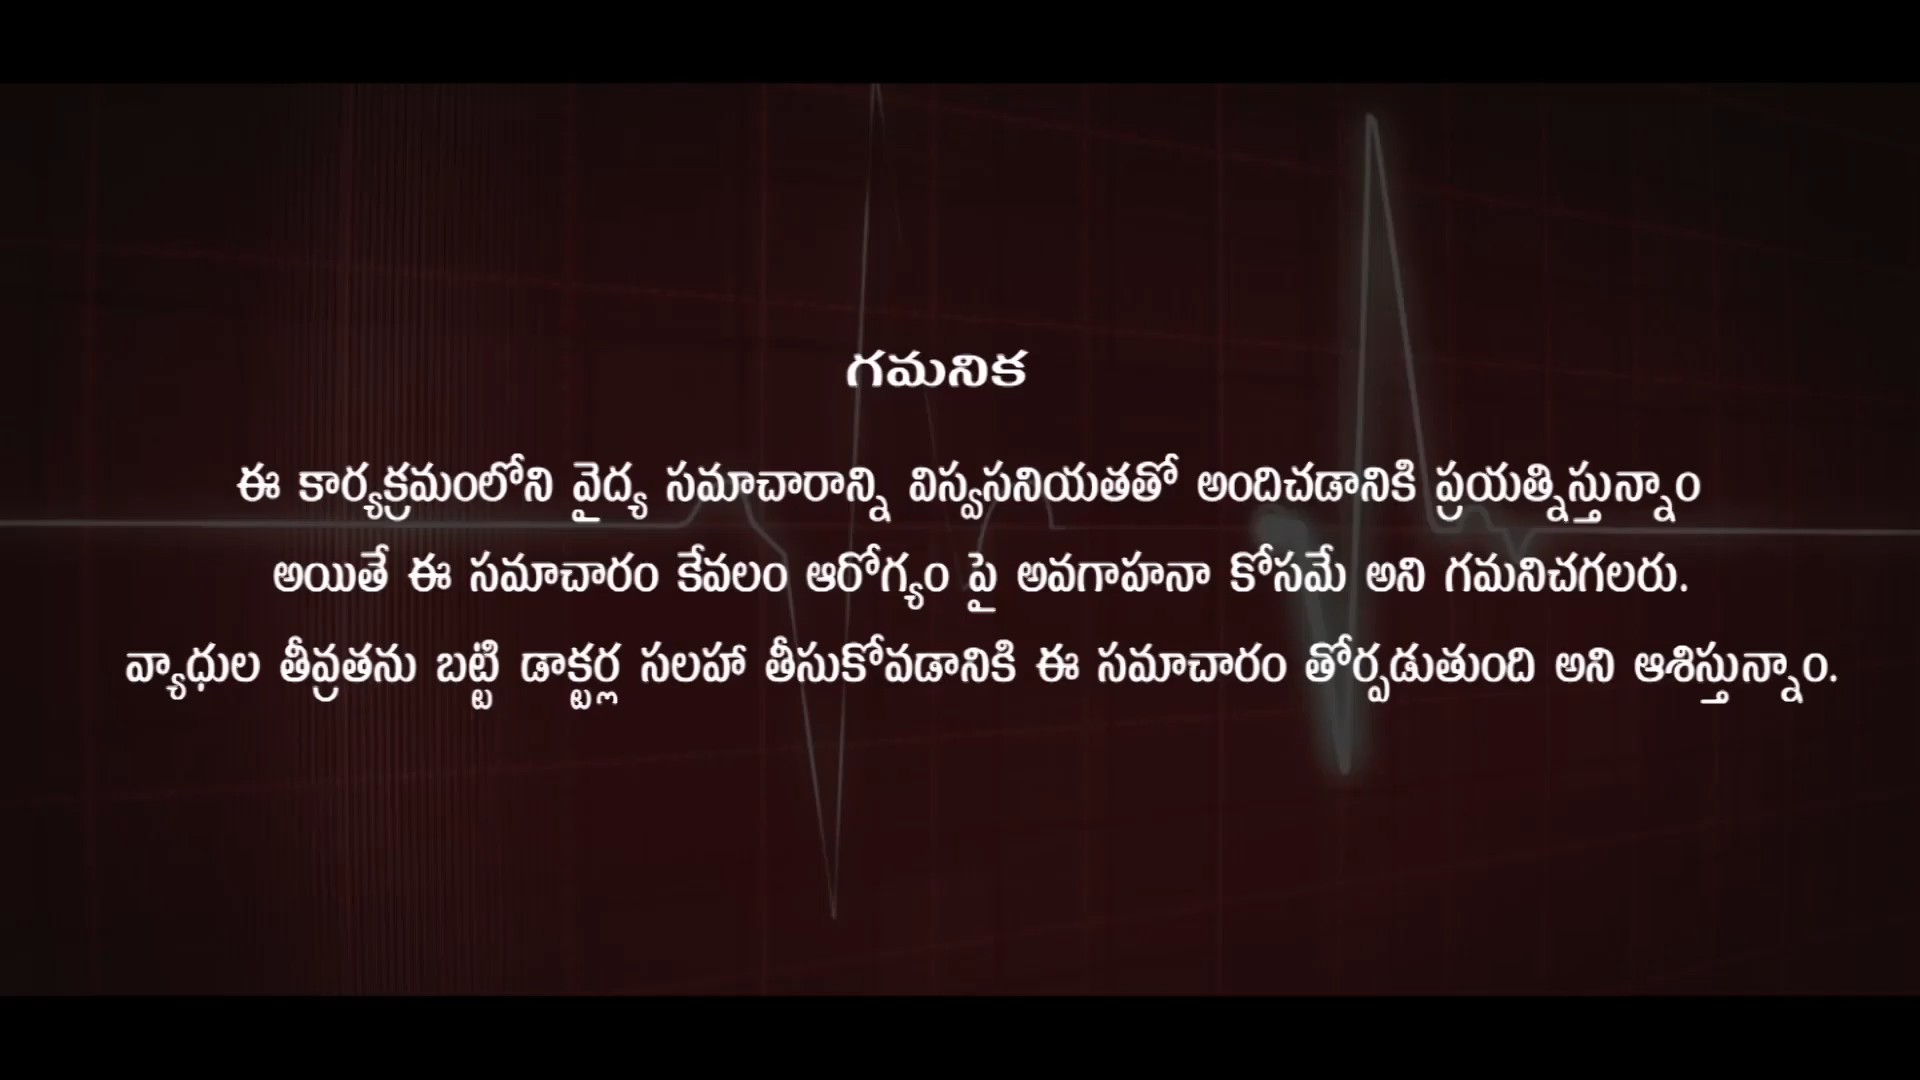 గమనిక
ఈ కార్యక్రమంలోని వైద్య సమాచారాన్ని విస్వసనియతతో అందిచడానికి ప్రయత్నిస్తున్నాం
అయితే ఈ సమాచారం కేవలం ఆరోగ్యం పై అవగాహనా కోసమే అని గమనిచగలరు.
వ్యాధుల తీవ్రతను బట్టి డాక్టర్ల సలహా తీసుకోవడానికి ఈ సమాచారం తోర్పడుతుంది అని ఆశిస్తున్నాం.